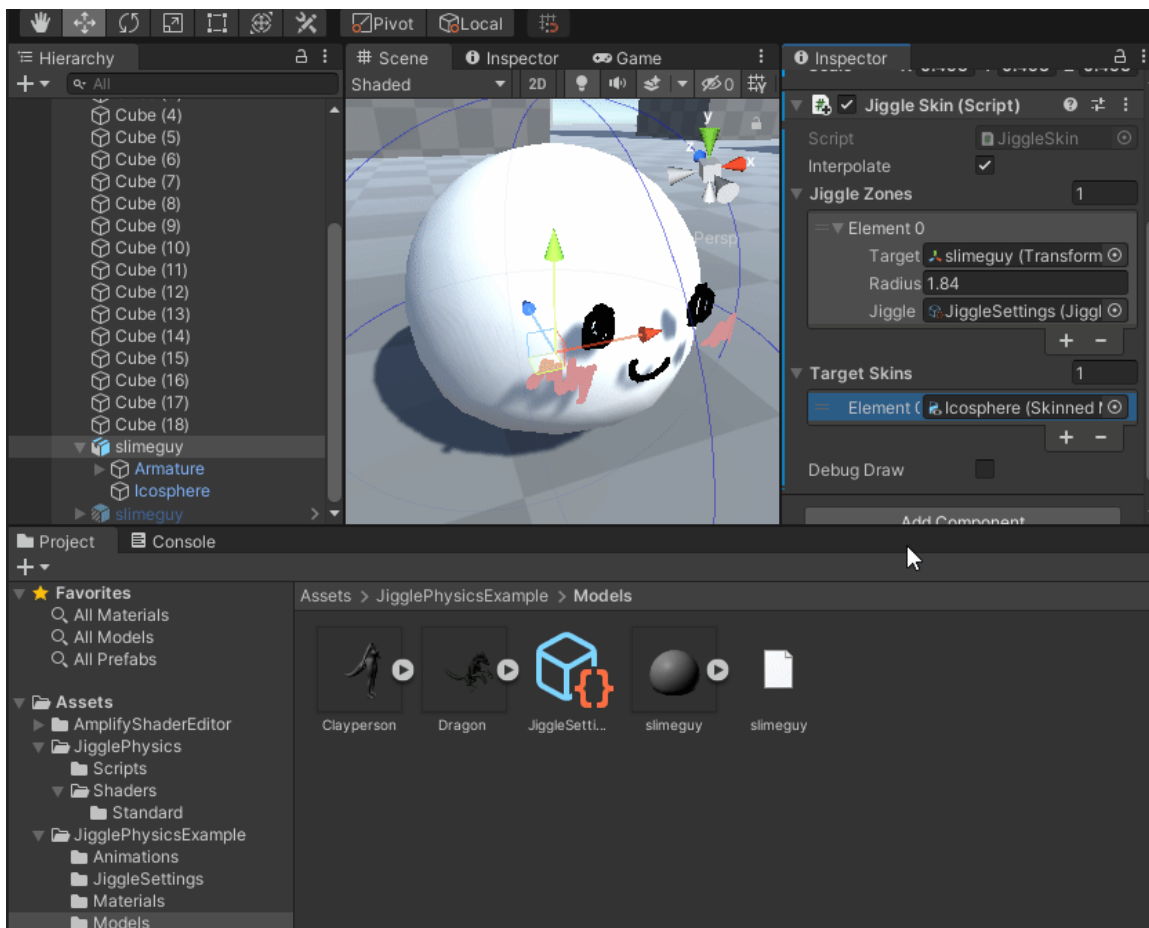 Pivot Local
Hierarchy
All
Cube (4)
Cube (5)
Cube (6)
Cube (7)
Cube (8)
Cube (9)
Cube (10)
Cube (11)
Cube (12)
Cube (13)
Cube (14)
Cube (15)
Cube (16)
Cube (17)
Cube (18)
slimeguy
Armature
Icosphere
slimeguy
Scene Inspector Game
Shaded 2D 0
y
z
x
Persp
Inspector
Jiggle Skin (Script)
Script JiggleSkin
Interpolate
Jiggle Zones 1
Element 0
Target slimeguy (Transform
Radius 1.84
Jiggle JiggleSettings (Jiggl
Target Skins 1
Element Icosphere (Skinned
Debug Draw
Add Component
Project Console
Favorites
All Materials
All Models
All Prefabs
Assets
AmplifyShaderEditor
JigglePhysics
Scripts
Shaders
Standard
JigglePhysicsExample
Animations
JiggleSettings
Materials
Models
Assets > JigglePhysicsExample > Models
Clayperson Dragon JiggleSetti... slimeguy slimeguy